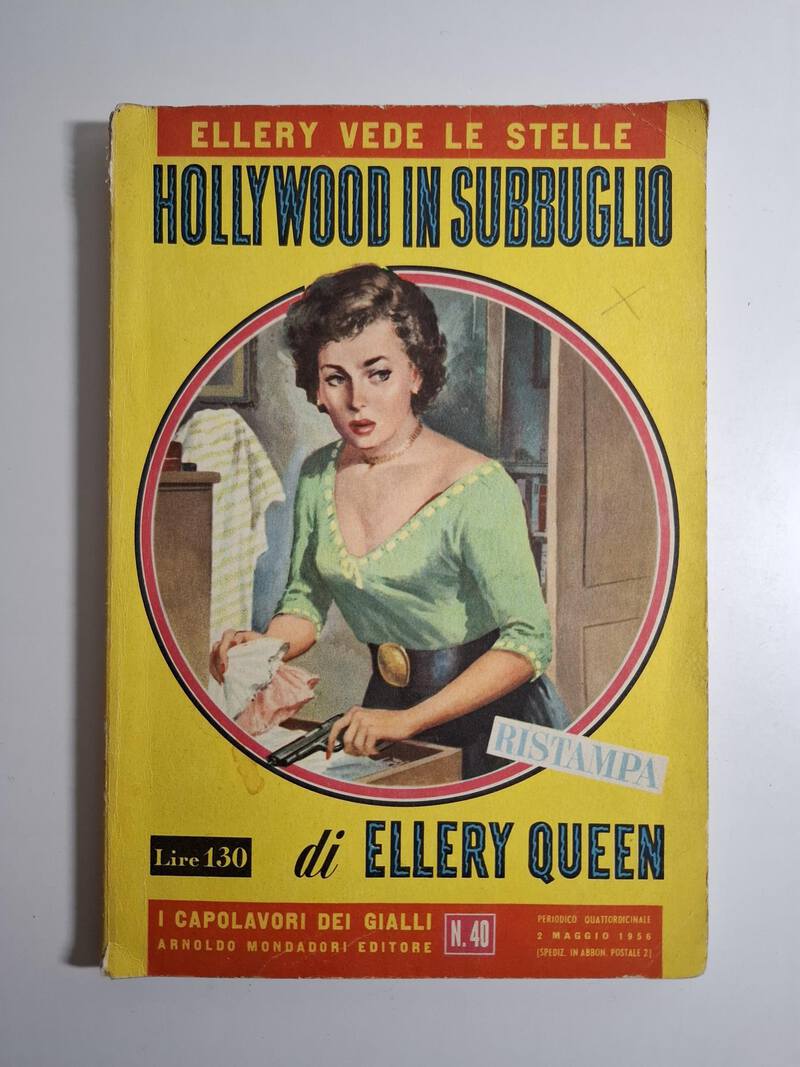 ELLERY VEDE LE STELLE
HOLLYWOOD IN SUBBUGLIO
RISTAMPA
Lire 130
di ELLERY QUEEN
I CAPOLAVORI DEI GIALLI
ARNOLDO MONDADORI EDITORE
N. 40
PERIODICO QUATTORDICINALE
2 MAGGIO 1956
(SPEDIZ. IN ABBON. POSTALE 2)